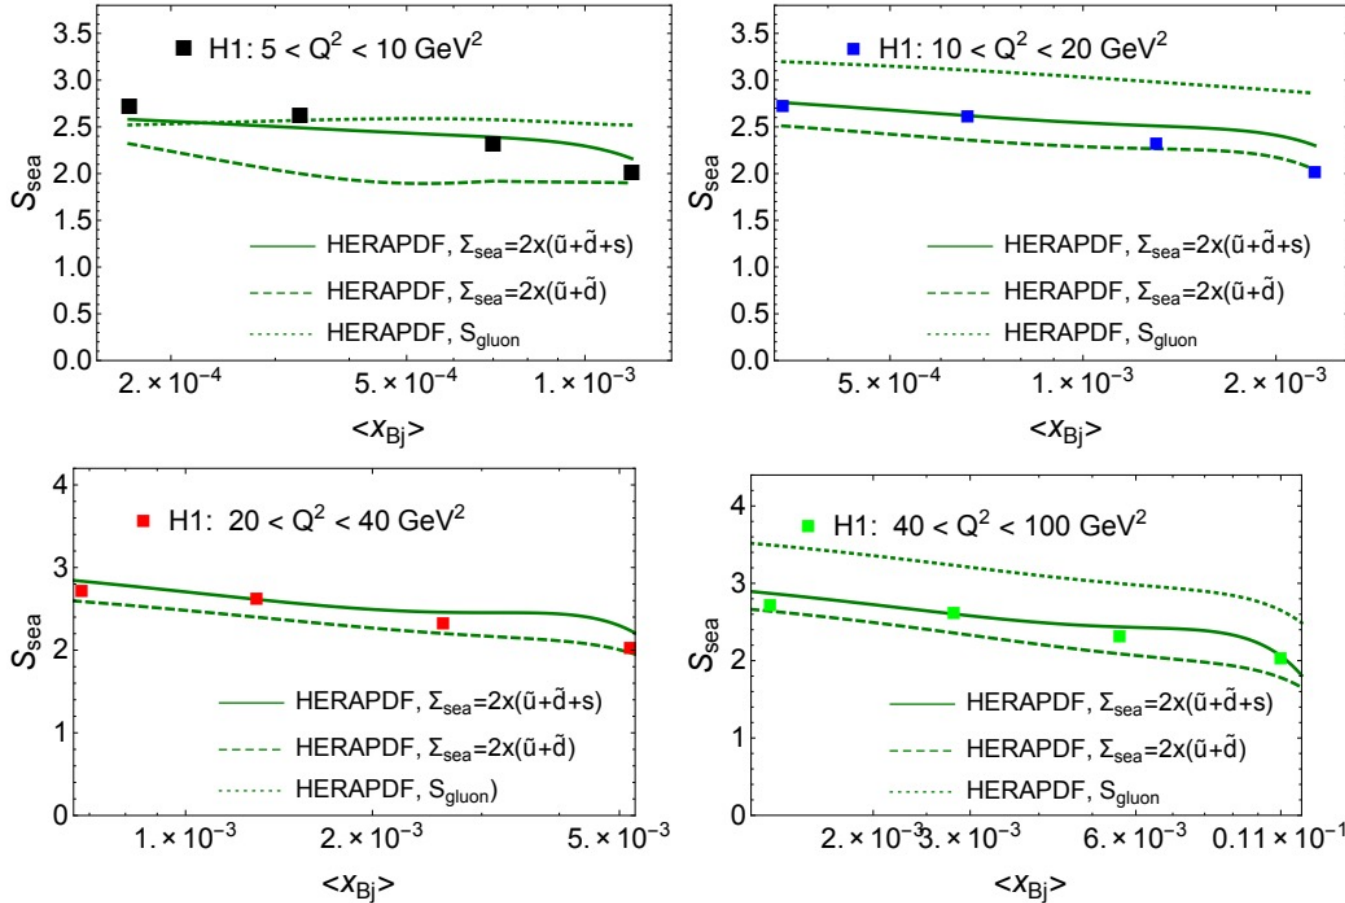 H1: 5 < Q² < 10 GeV²
S_sea
3.5
3.0
2.5
2.0
1.5
1.0
0.5
0.0
HERAPDF, Σ_sea=2x(ũ+d̃+s)
HERAPDF, Σ_sea=2x(ũ+d̃)
HERAPDF, S_gluon
2.×10⁻⁴ 5.×10⁻⁴ 1.×10⁻³
<x_Bj>
H1: 10 < Q² < 20 GeV²
S_sea
3.5
3.0
2.5
2.0
1.5
1.0
0.5
0.0
HERAPDF, Σ_sea=2x(ũ+d̃+s)
HERAPDF, Σ_sea=2x(ũ+d̃)
HERAPDF, S_gluon
5.×10⁻⁴ 1.×10⁻³ 2.×10⁻³
<x_Bj>
H1: 20 < Q² < 40 GeV²
S_sea
4
3
2
1
0
HERAPDF, Σ_sea=2x(ũ+d̃+s)
HERAPDF, Σ_sea=2x(ũ+d̃)
HERAPDF, S_gluon)
1.×10⁻³ 2.×10⁻³ 5.×10⁻³
<x_Bj>
H1: 40 < Q² < 100 GeV²
S_sea
4
3
2
1
0
HERAPDF, Σ_sea=2x(ũ+d̃+s)
HERAPDF, Σ_sea=2x(ũ+d̃)
HERAPDF, S_gluon
2.×10⁻³ 3.×10⁻³ 6.×10⁻³ 0.11×10⁻¹
<x_Bj>